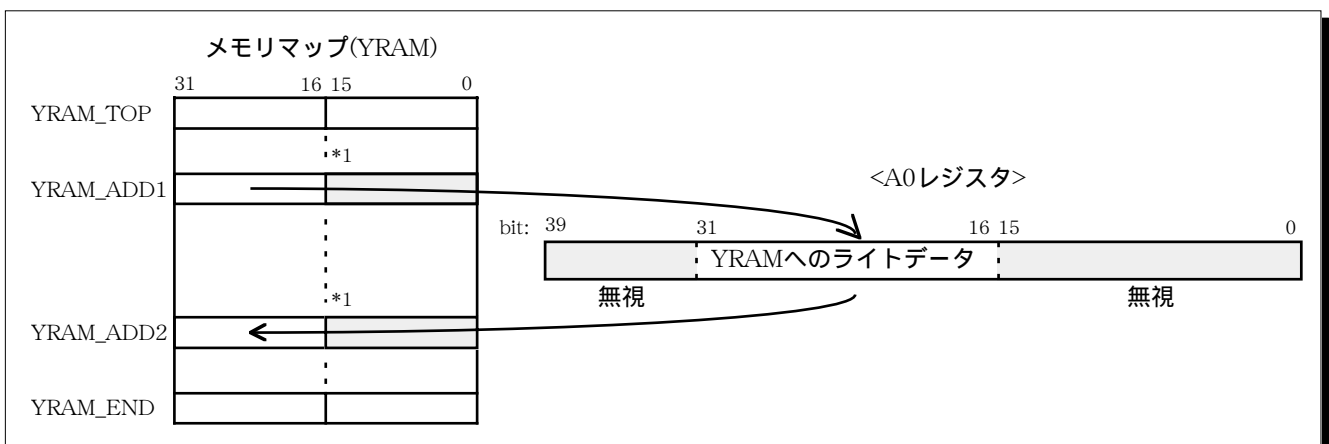 メモリマップ(YRAM)
31 16 15 0
YRAM_TOP
*1
YRAM_ADD1
<A0レジスタ>
bit: 39 31 16 15 0
YRAMへのライトデータ
無視 無視
*1
YRAM_ADD2
YRAM_END